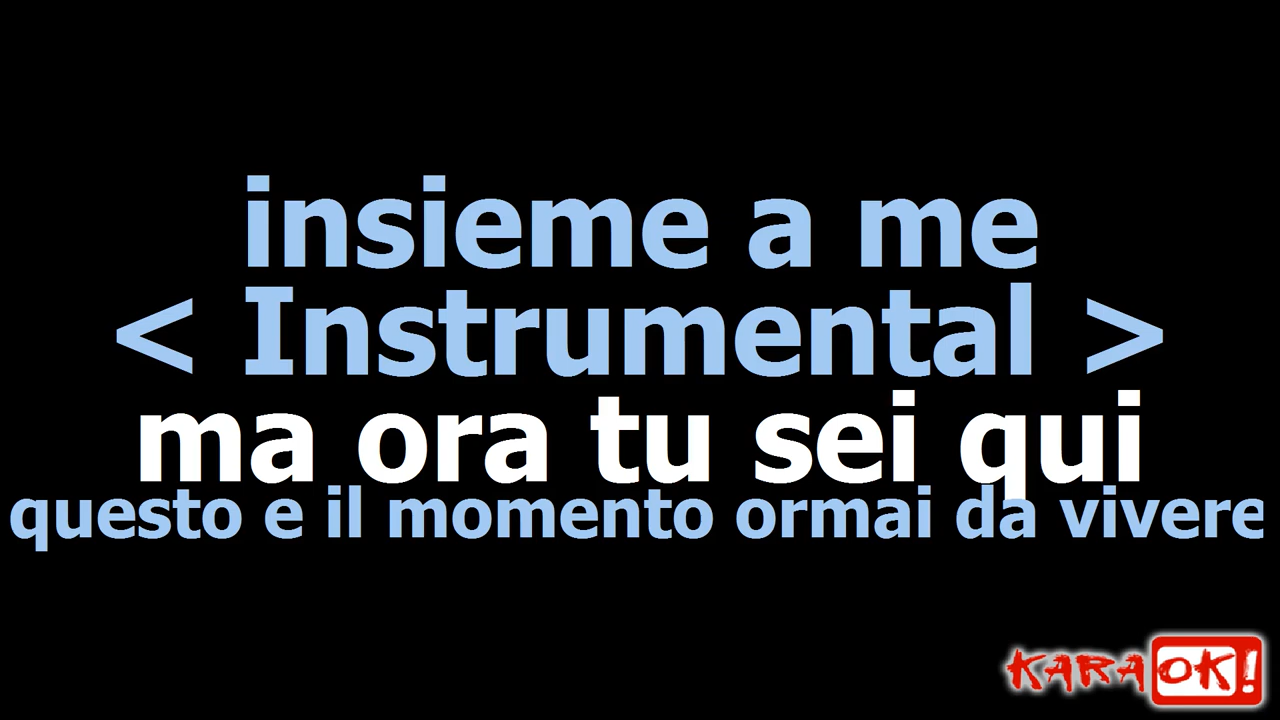 insieme a me
< Instrumental >
ma ora tu sei qui
questo e il momento ormai da vivere
KARAOK!